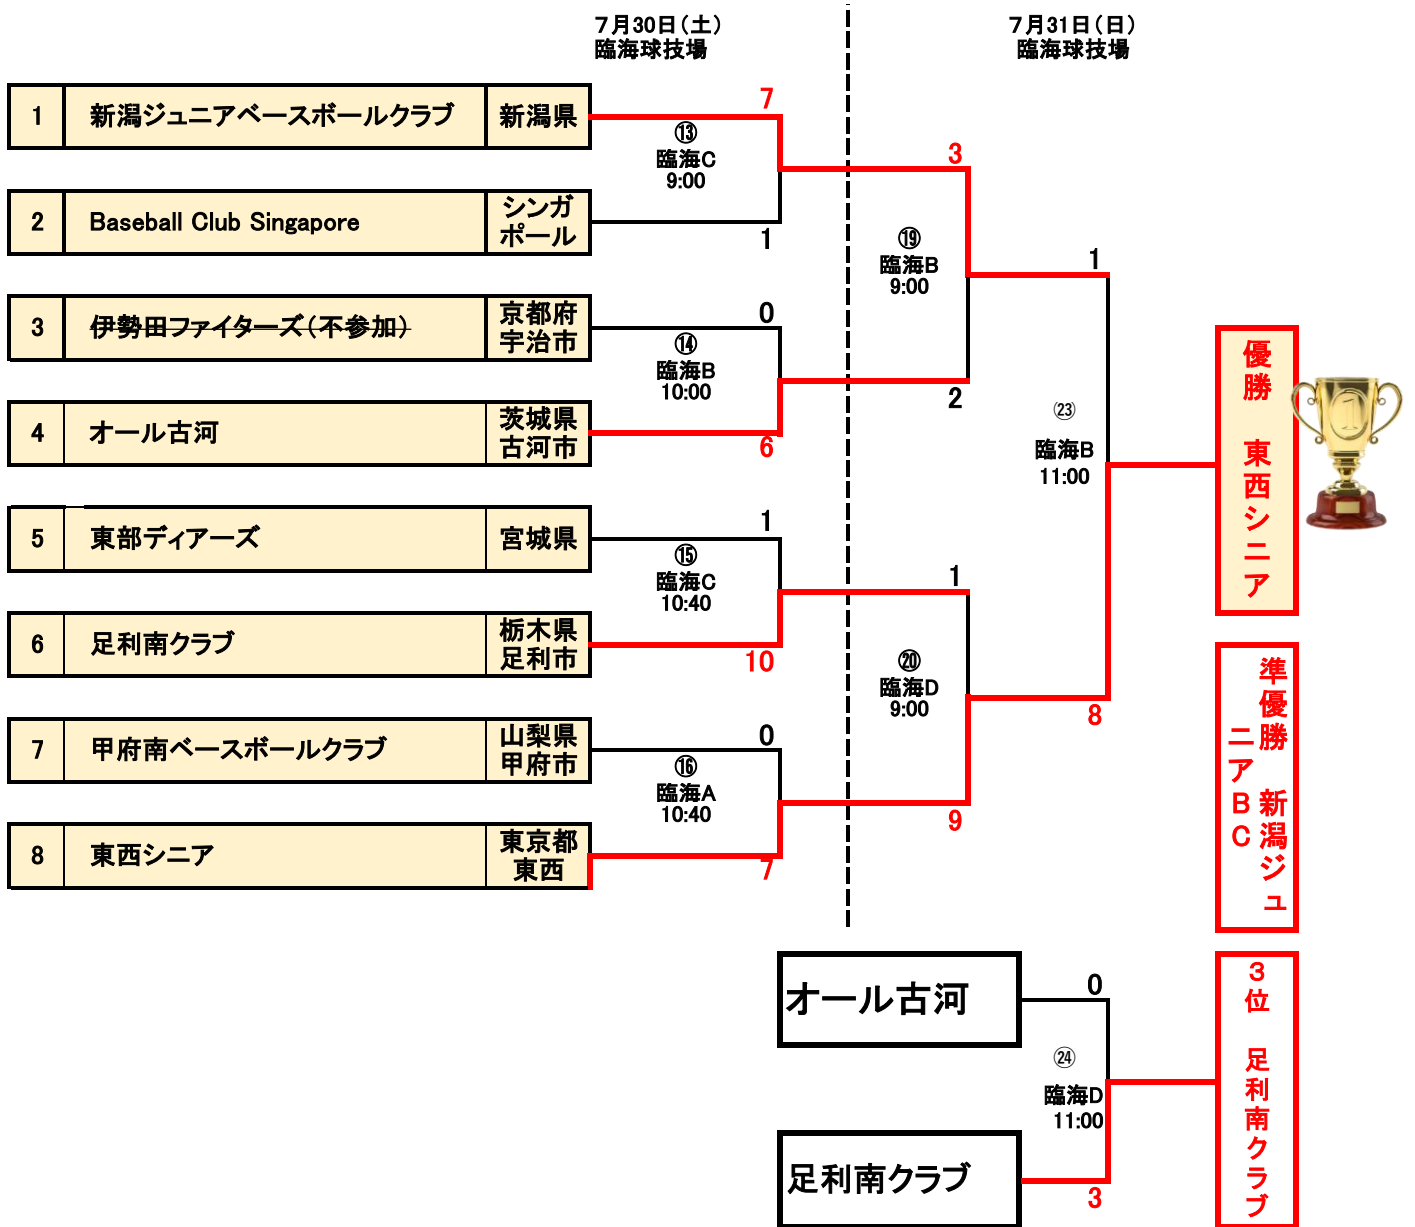 7月30日(土)
臨海球技場
7月31日(日)
臨海球技場
1 新潟ジュニアベースボールクラブ 新潟県
7
⑬
臨海C
9:00
2 Baseball Club Singapore シンガ
ポール
1
3
⑲
臨海B
9:00
3 伊勢田ファイターズ(不参加) 京都府
宇治市
0
⑭
臨海B
10:00
4 オール古河 茨城県
古河市
6
2
1
㉓
臨海B
11:00
5 東部ディアーズ 宮城県
1
⑮
臨海C
10:40
6 足利南クラブ 栃木県
足利市
10
1
⑳
臨海D
9:00
7 甲府南ベースボールクラブ 山梨県
甲府市
0
⑯
臨海A
10:40
8 東西シニア 東京都
東西
7
9
8
優勝 東西シニア
1
準優勝 新潟ジュ
ニアBC
オール古河
0
㉔
臨海D
11:00
足利南クラブ
3
3位 足利南クラブ